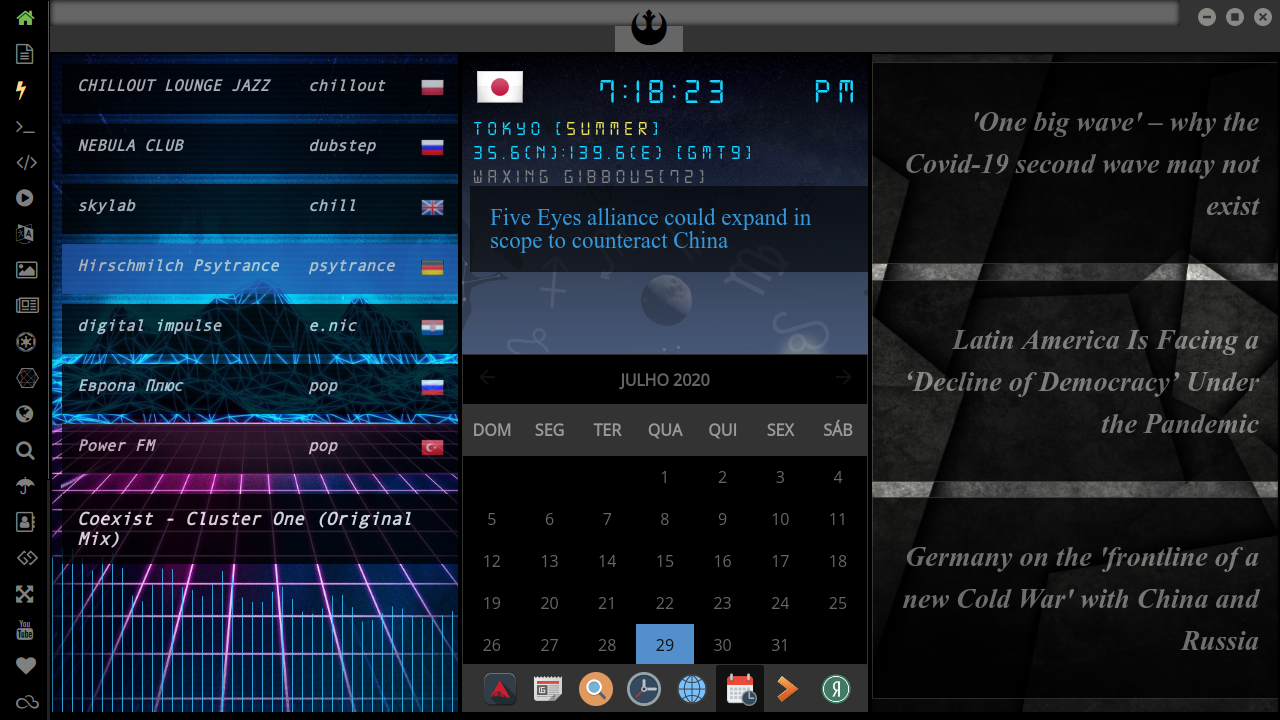 CHILLOUT LOUNGE JAZZ chillout
NEBULA CLUB dubstep
skylab chill
Hirschmilch Psytrance psytrance
digital impulse e.nic
Европа Плюс pop
Power FM pop
Coexist - Cluster One (Original
Mix)
7:18:23 PM
TOKYO [SUMMER]
35.6(N):139.6(E) [GMT9]
WAXING GIBBOUS[72]
Five Eyes alliance could expand in
scope to counteract China
JULHO 2020
DOM SEG TER QUA QUI SEX SÁB
1 2 3 4
5 6 7 8 9 10 11
12 13 14 15 16 17 18
19 20 21 22 23 24 25
26 27 28 29 30 31
'One big wave' – why the
Covid-19 second wave may not
exist
Latin America Is Facing a
‘Decline of Democracy’ Under
the Pandemic
Germany on the 'frontline of a
new Cold War' with China and
Russia
You
Tube
Я